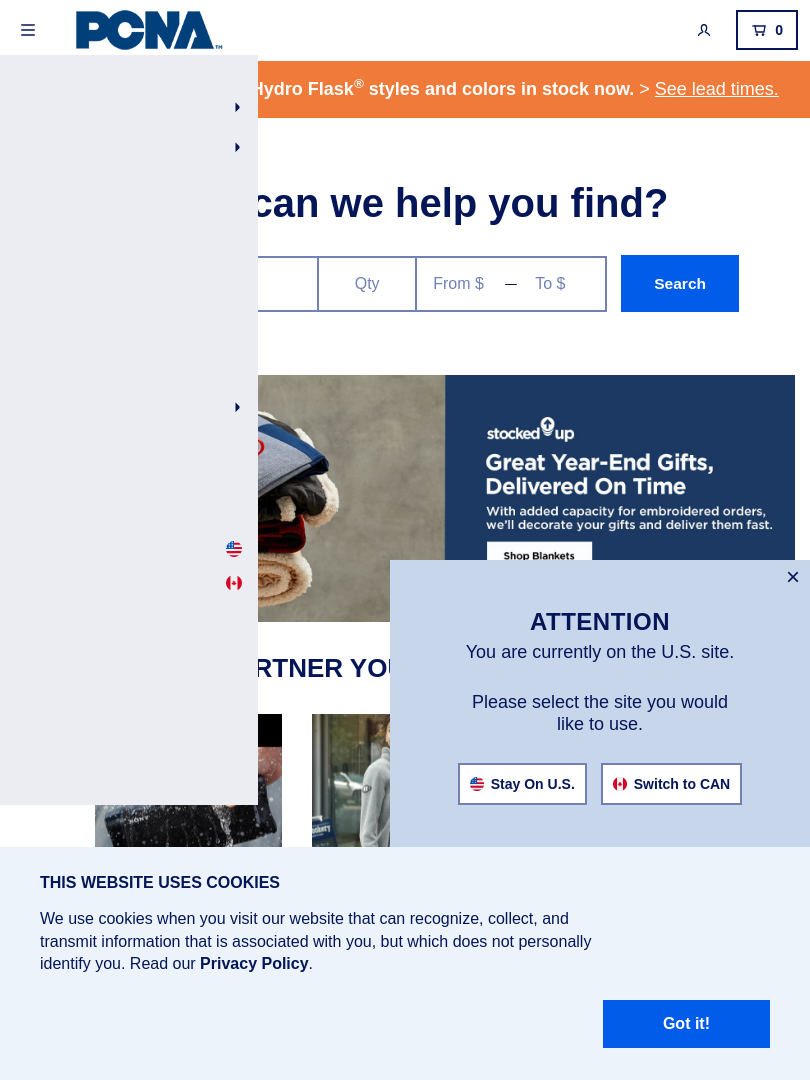 PCNA™
0
Hydro Flask® styles and colors in stock now. > See lead times.
can we help you find?
Qty
From $
To $
Search
stocked up
Great Year-End Gifts,
Delivered On Time
With added capacity for embroidered orders,
we'll decorate your gifts and deliver them fast.
Shop Blankets
ATTENTION
You are currently on the U.S. site.
Please select the site you would
like to use.
Stay On U.S.
Switch to CAN
SONY
THIS WEBSITE USES COOKIES
We use cookies when you visit our website that can recognize, collect, and
transmit information that is associated with you, but which does not personally
identify you. Read our Privacy Policy.
Got it!